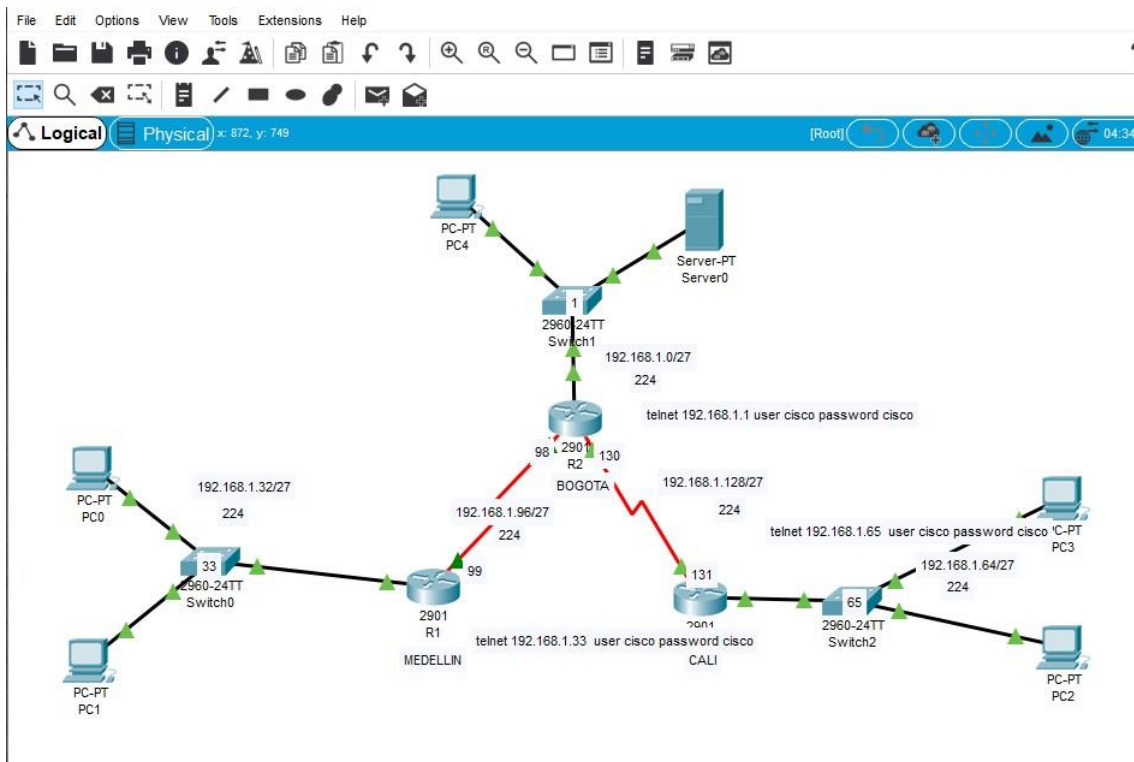 File Edit Options View Tools Extensions Help
Logical Physical x: 872, y: 749 [Root] 04:34
PC-PT
PC4
Server-PT
Server0
1
2960-24TT
Switch1
192.168.1.0/27
224
telnet 192.168.1.1 user cisco password cisco
98 2901 130
R2
BOGOTA
PC-PT
PC0
192.168.1.32/27
224
192.168.1.96/27
224
192.168.1.128/27
224
telnet 192.168.1.65 user cisco password cisco
PC-PT
PC3
192.168.1.64/27
224
33
2960-24TT
Switch0
99
2901
R1
MEDELLIN
telnet 192.168.1.33 user cisco password cisco
131
2901
CALI
65
2960-24TT
Switch2
PC-PT
PC1
PC-PT
PC2